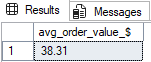 Results Messages
avg_order_value_$
1 38.31